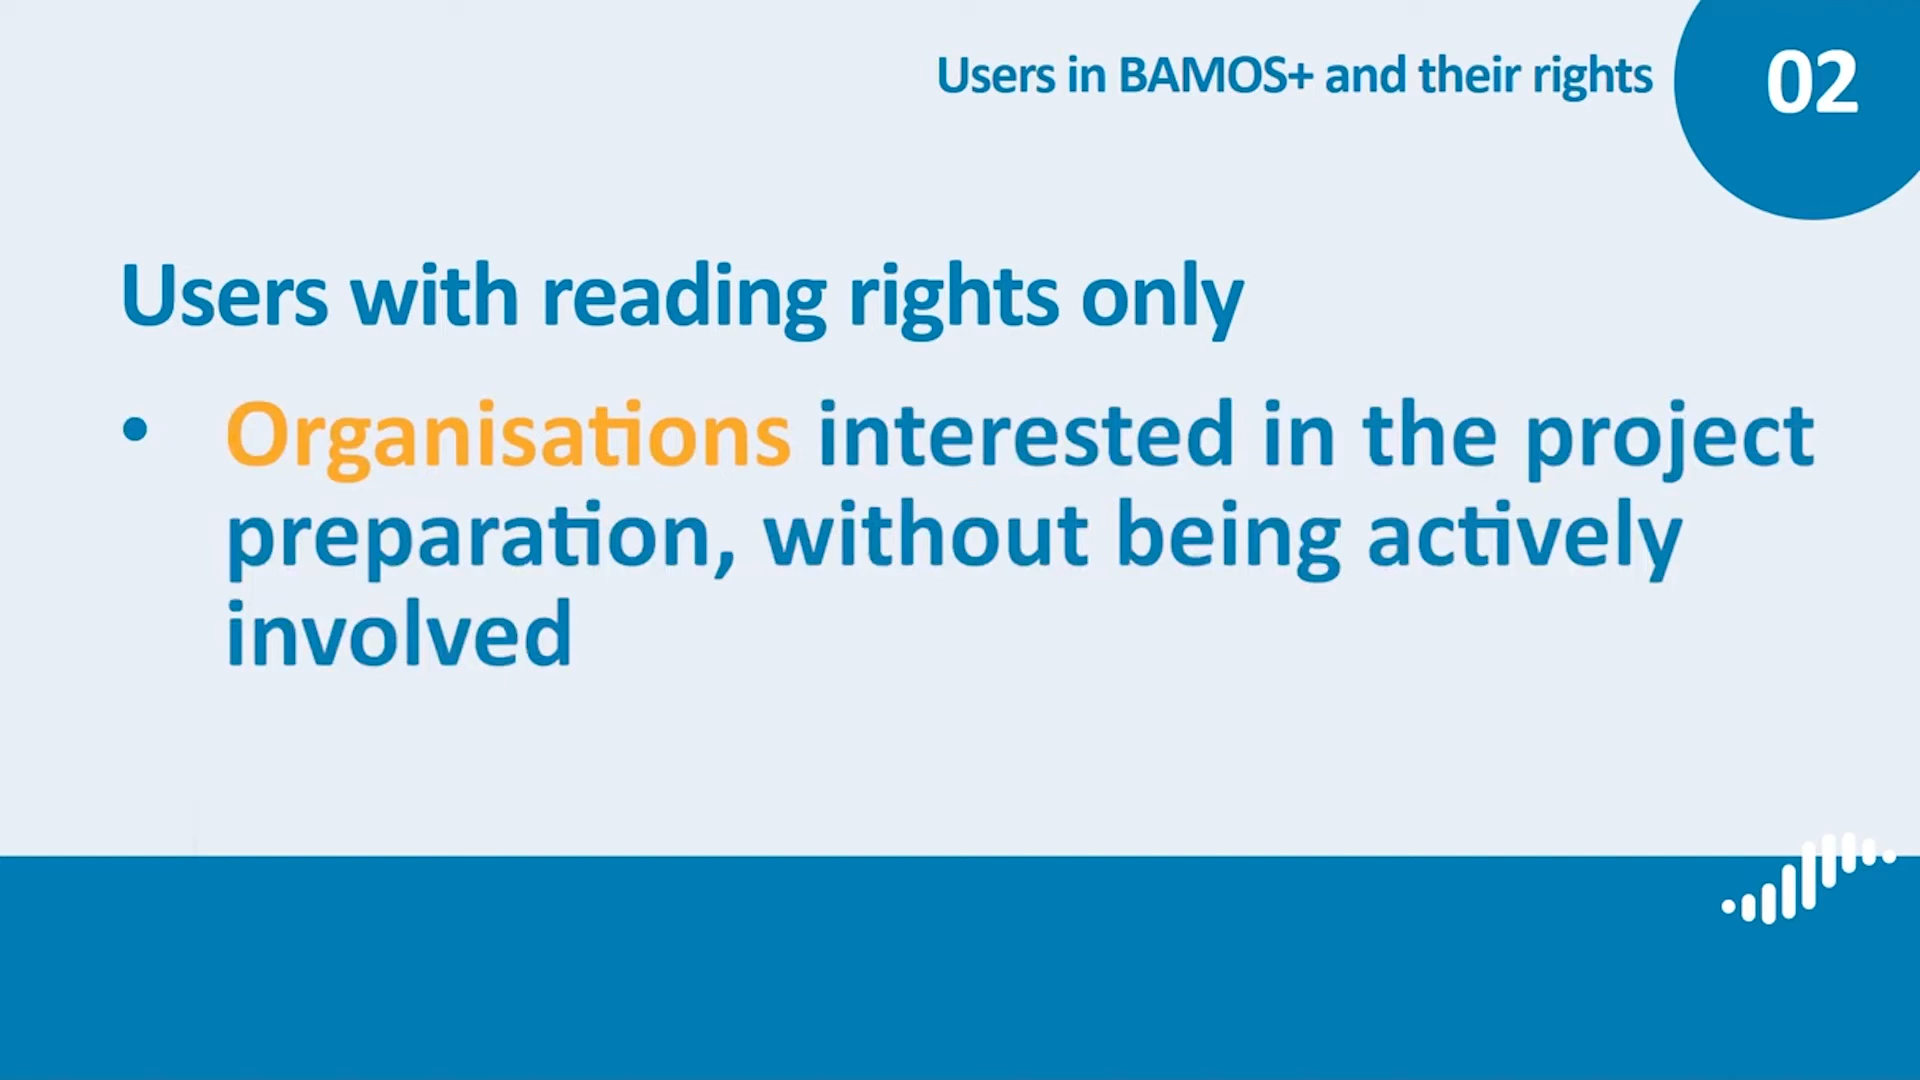 Users in BAMOS+ and their rights
02
Users with reading rights only
• Organisations interested in the project
preparation, without being actively
involved